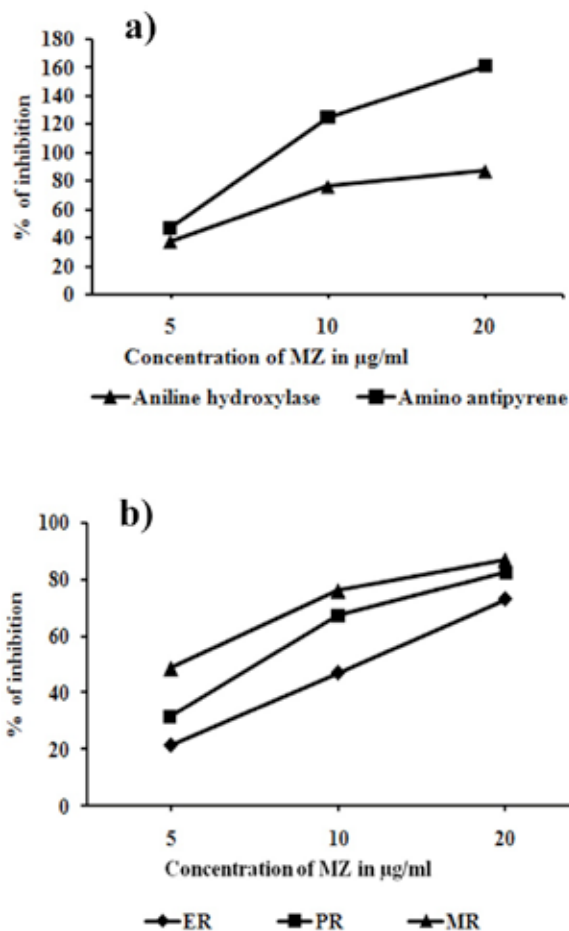 a)
180
160
140
120
100
80
60
40
20
0
% of inhibition
5 10 20
Concentration of MZ in µg/ml
Aniline hydroxylase Amino antipyrene
b)
100
80
60
40
20
0
% of inhibition
5 10 20
Concentration of MZ in µg/ml
ER PR MR